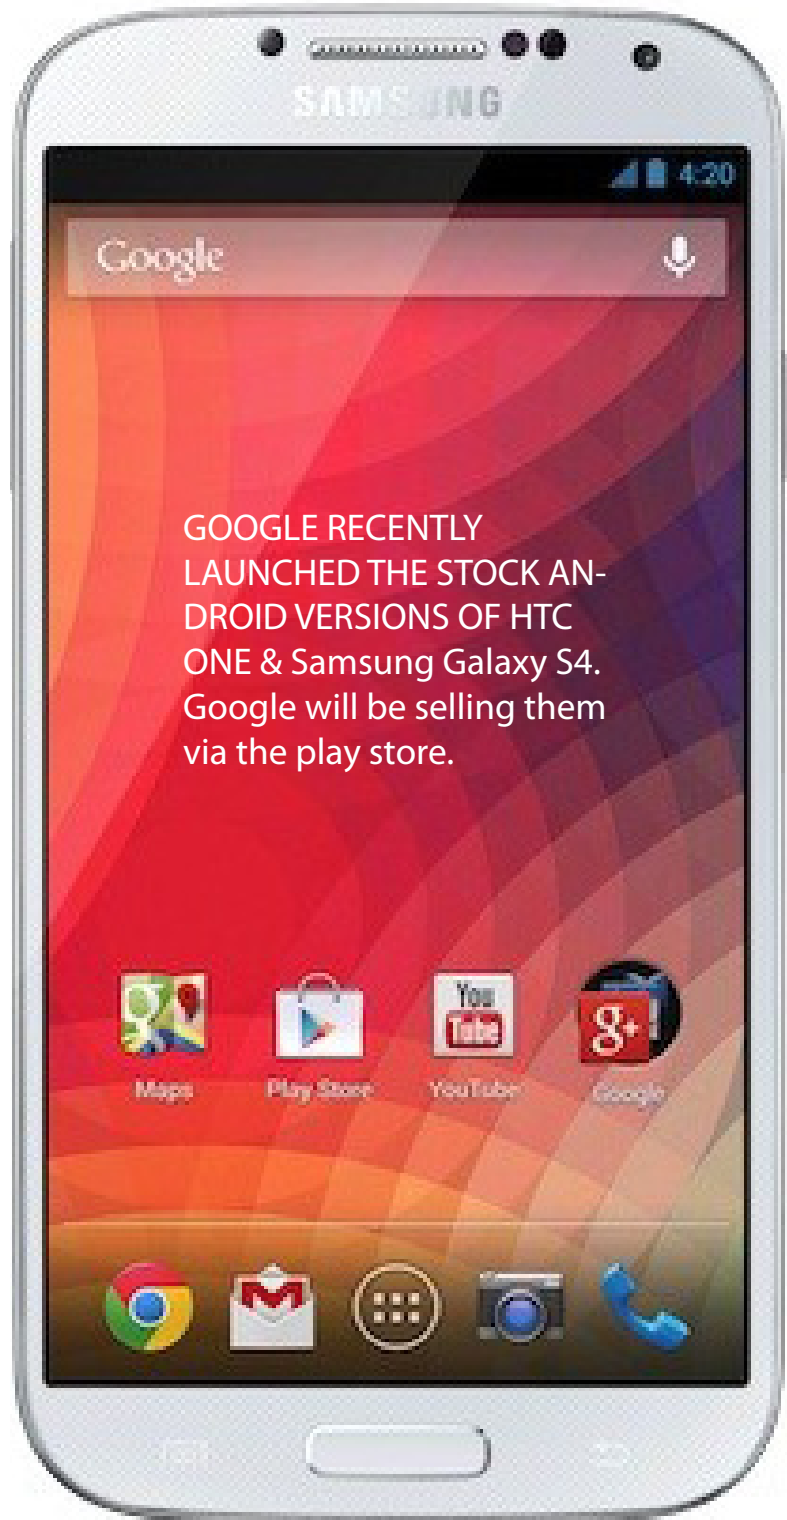 SAMSUNG
4:20
Google
GOOGLE RECENTLY
LAUNCHED THE STOCK AN-
DROID VERSIONS OF HTC
ONE & Samsung Galaxy S4.
Google will be selling them
via the play store.
You
Tube
g+
Maps
Play Store
YouTube
Google